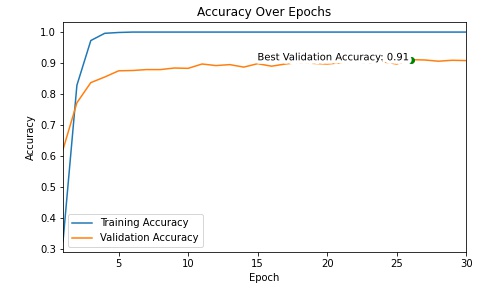 Accuracy Over Epochs
1.0
0.9
0.8
0.7
0.6
0.5
0.4
0.3
Accuracy
Best Validation Accuracy: 0.91
Training Accuracy
Validation Accuracy
5 10 15 20 25 30
Epoch